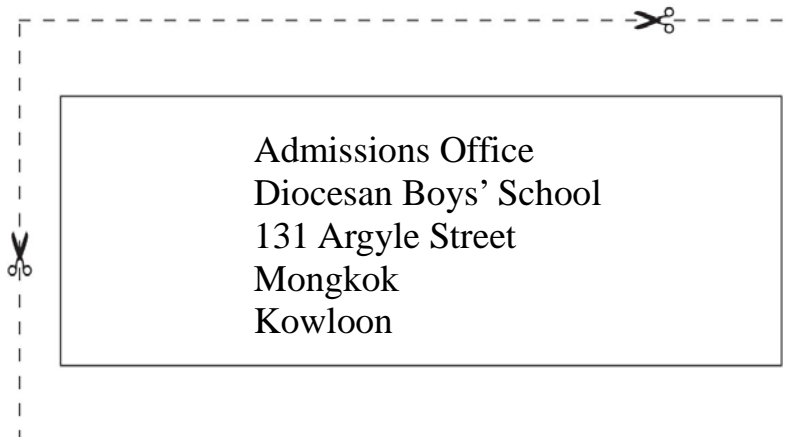 Admissions Office
Diocesan Boys’ School
131 Argyle Street
Mongkok
Kowloon